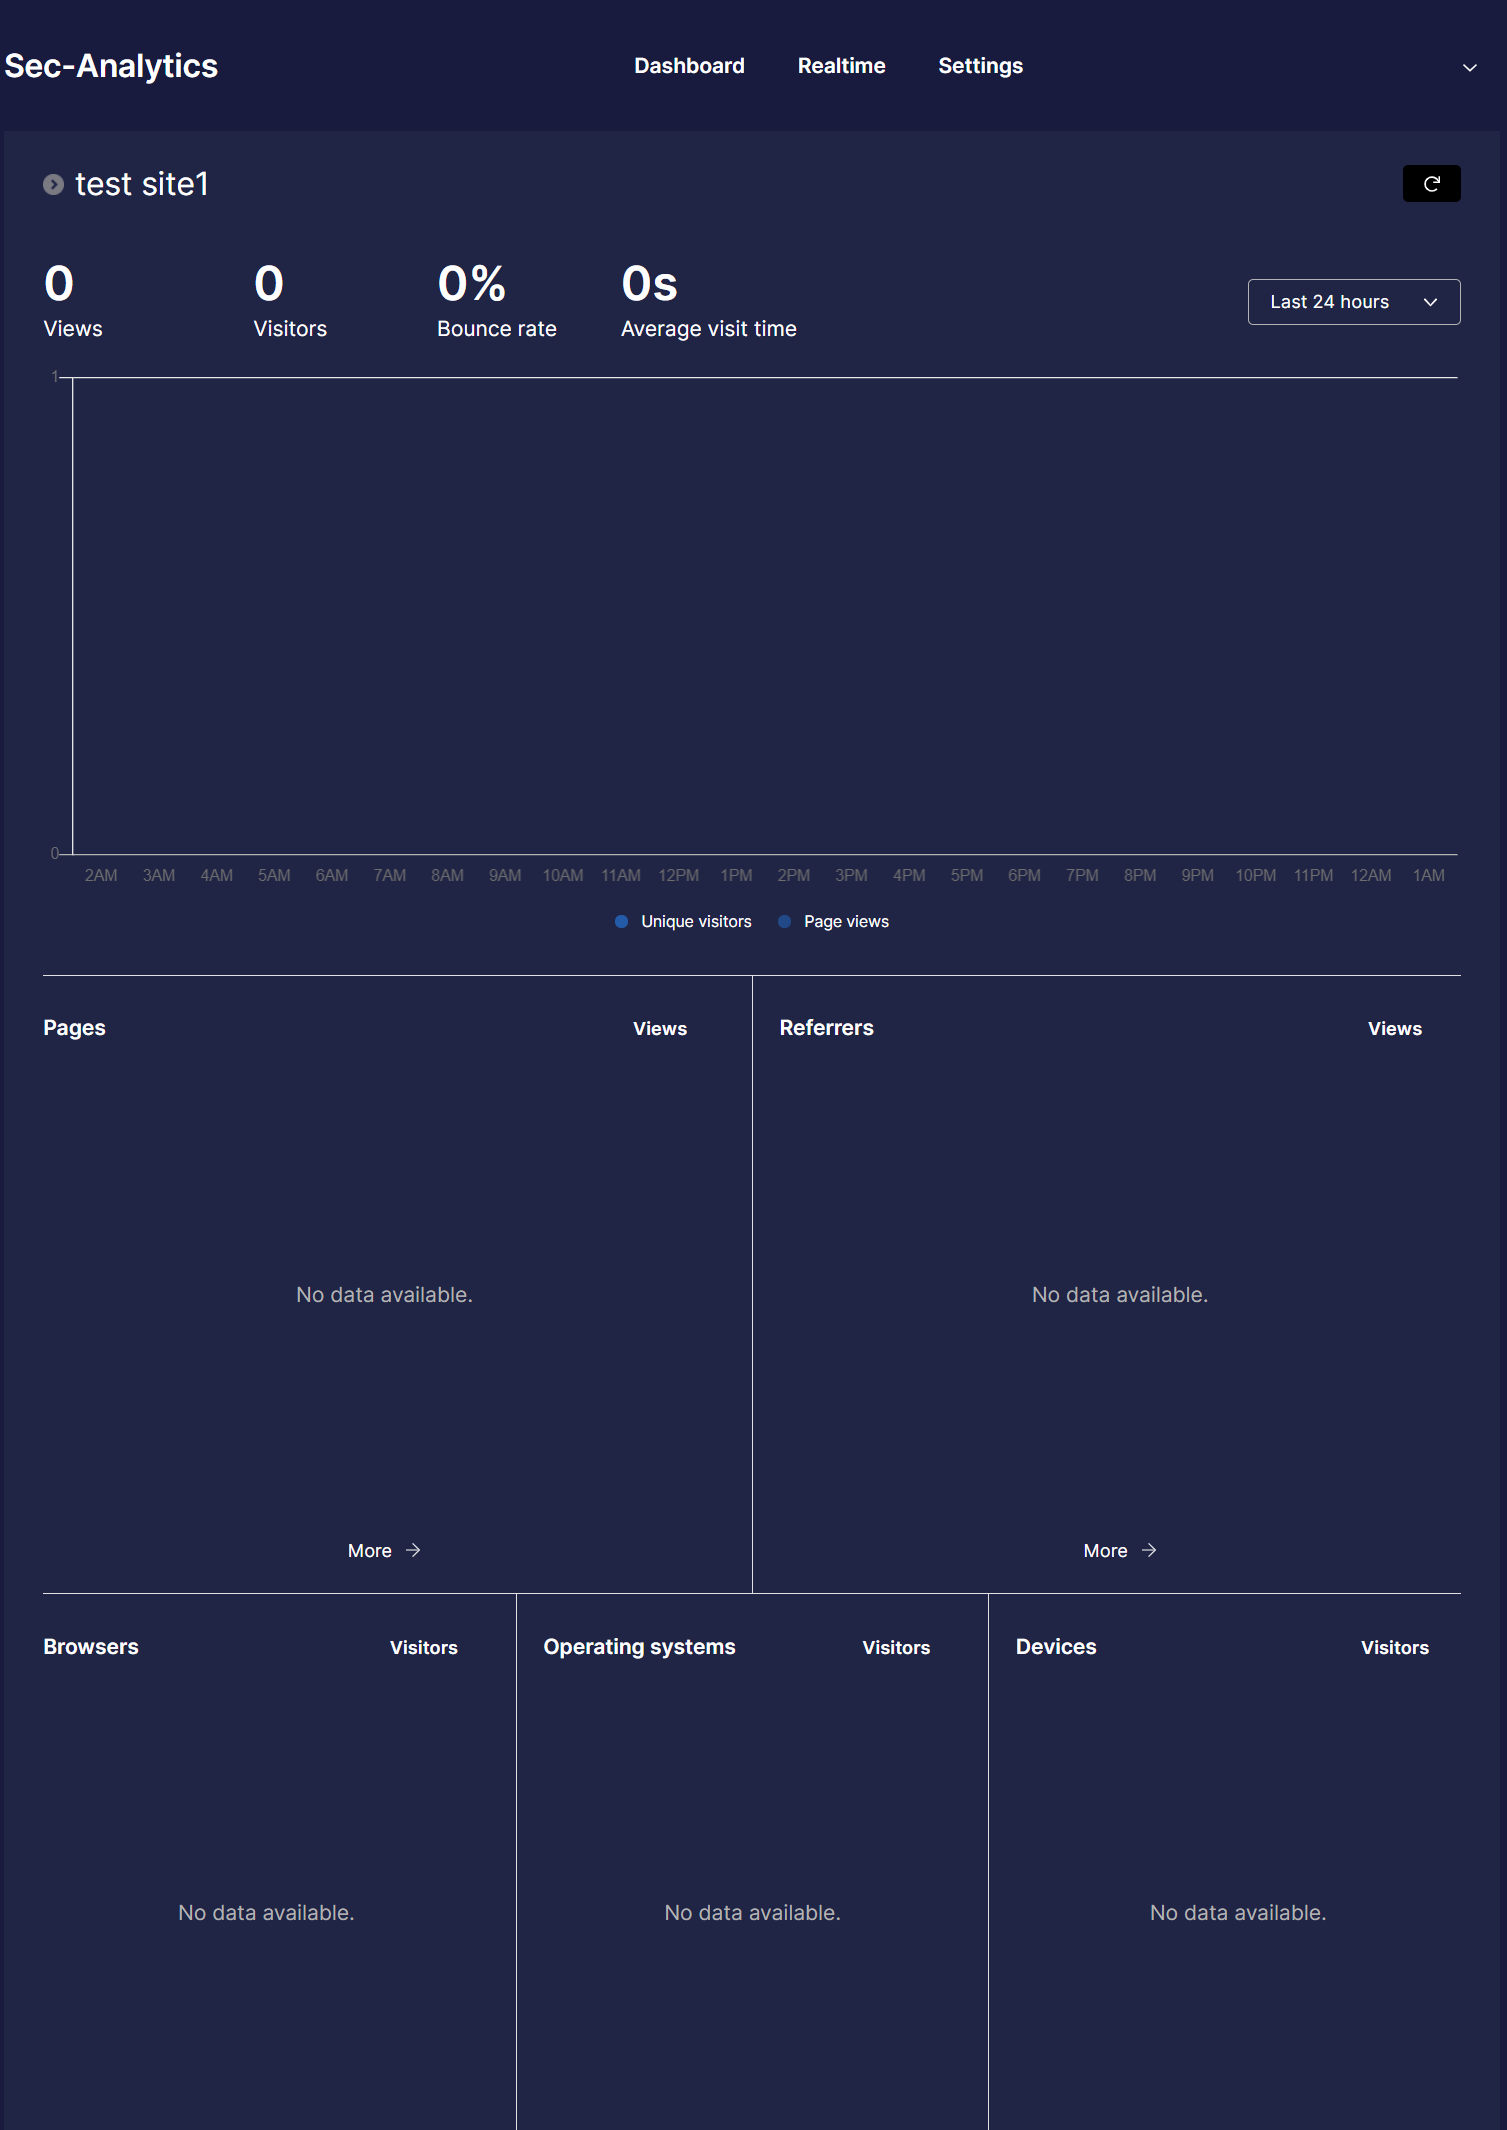 Sec-Analytics Dashboard Realtime Settings
test site1
0 0 0% 0s
Views Visitors Bounce rate Average visit time
Last 24 hours
1
0
2AM 3AM 4AM 5AM 6AM 7AM 8AM 9AM 10AM 11AM 12PM 1PM 2PM 3PM 4PM 5PM 6PM 7PM 8PM 9PM 10PM 11PM 12AM 1AM
Unique visitors Page views
Pages Views
No data available.
More
Referrers Views
No data available.
More
Browsers Visitors
No data available.
Operating systems Visitors
No data available.
Devices Visitors
No data available.